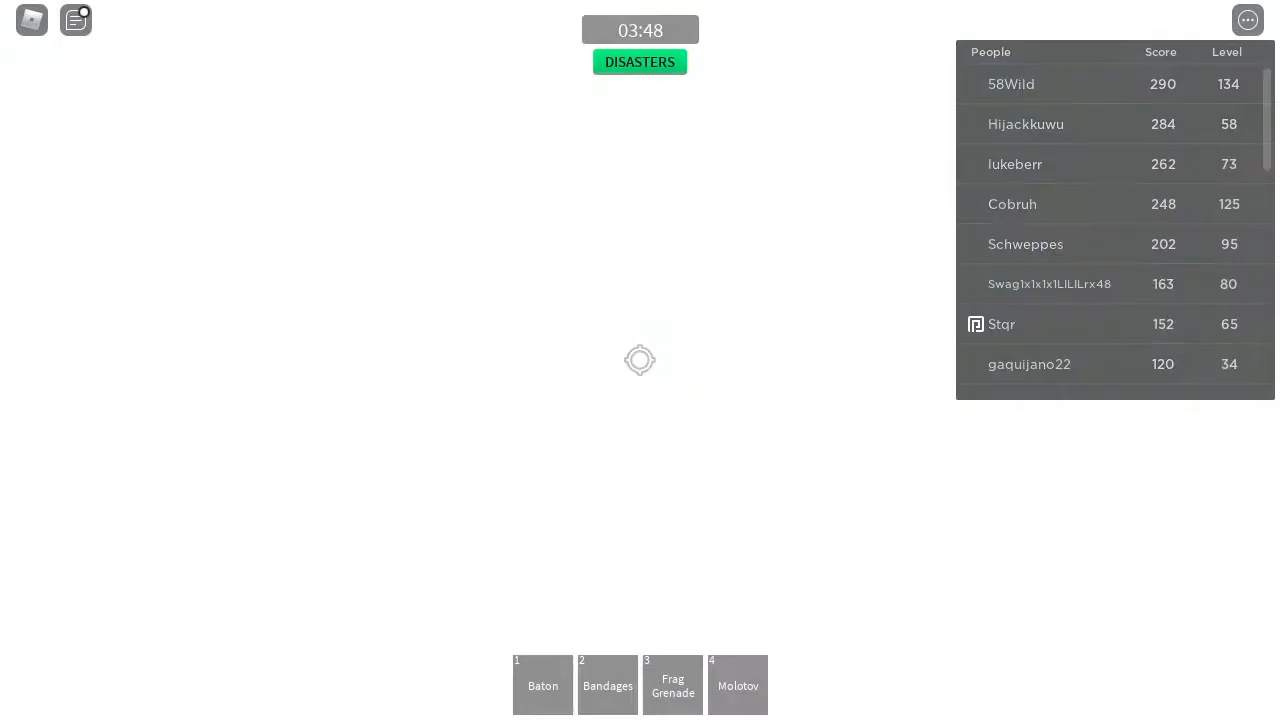 03:48
DISASTERS
People Score Level
58Wild 290 134
Hijackkuwu 284 58
lukeberr 262 73
Cobruh 248 125
Schweppes 202 95
Swag1x1x1x1LILILrx48 163 80
Stqr 152 65
gaquijano22 120 34
1 2 3 4
Baton Bandages Frag Grenade Molotov